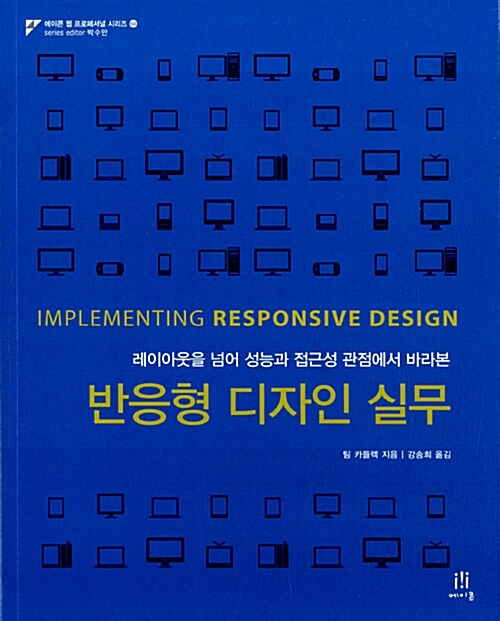 에이콘 웹 프로페셔널 시리즈
series editor 박수만
IMPLEMENTING RESPONSIVE DESIGN
레이아웃을 넘어 성능과 접근성 관점에서 바라본
반응형 디자인 실무
팀 카들렉 지음 | 강송희 옮김
에이콘